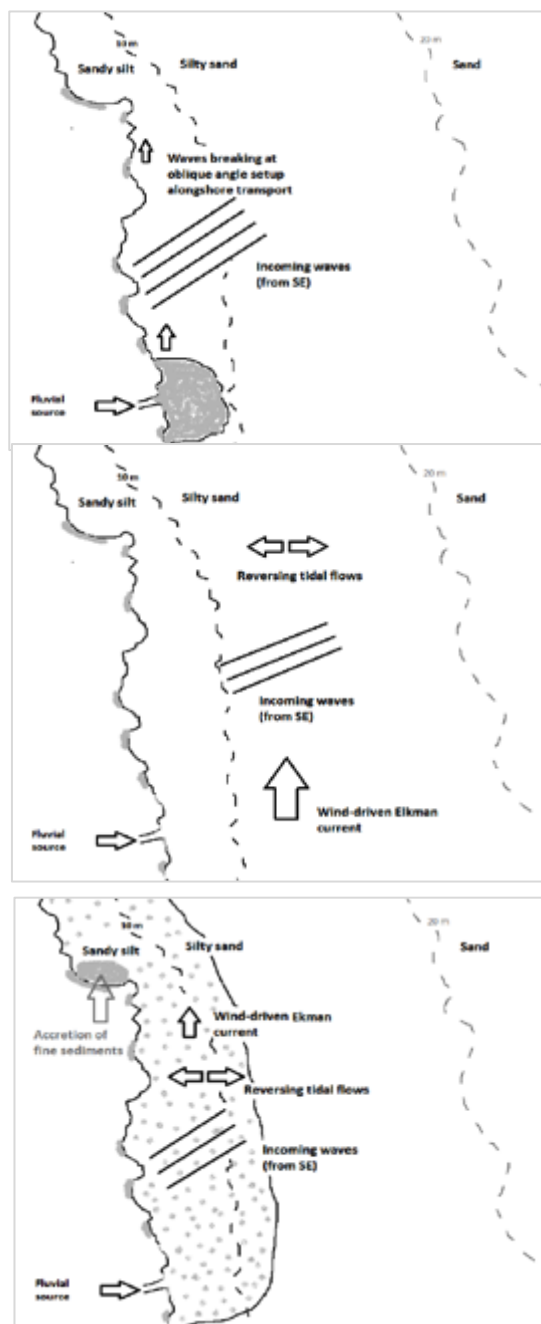 10 m
20 m
Sandy silt
Silty sand
Sand
Waves breaking at
oblique angle setup
alongshore transport
Incoming waves
(from SE)
Fluvial
source
10 m
20 m
Sandy silt
Silty sand
Sand
Reversing tidal flows
Incoming waves
(from SE)
Wind-driven Elkman
current
Fluvial
source
10 m
20 m
Sandy silt
Silty sand
Sand
Accretion of
fine sediments
Wind-driven Ekman
current
Reversing tidal flows
Incoming waves
(from SE)
Fluvial
source